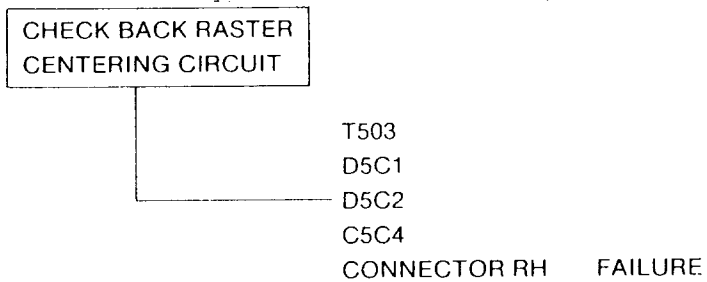 CHECK BACK RASTER
CENTERING CIRCUIT
T503
D5C1
D5C2
C5C4
CONNECTOR RH FAILURE